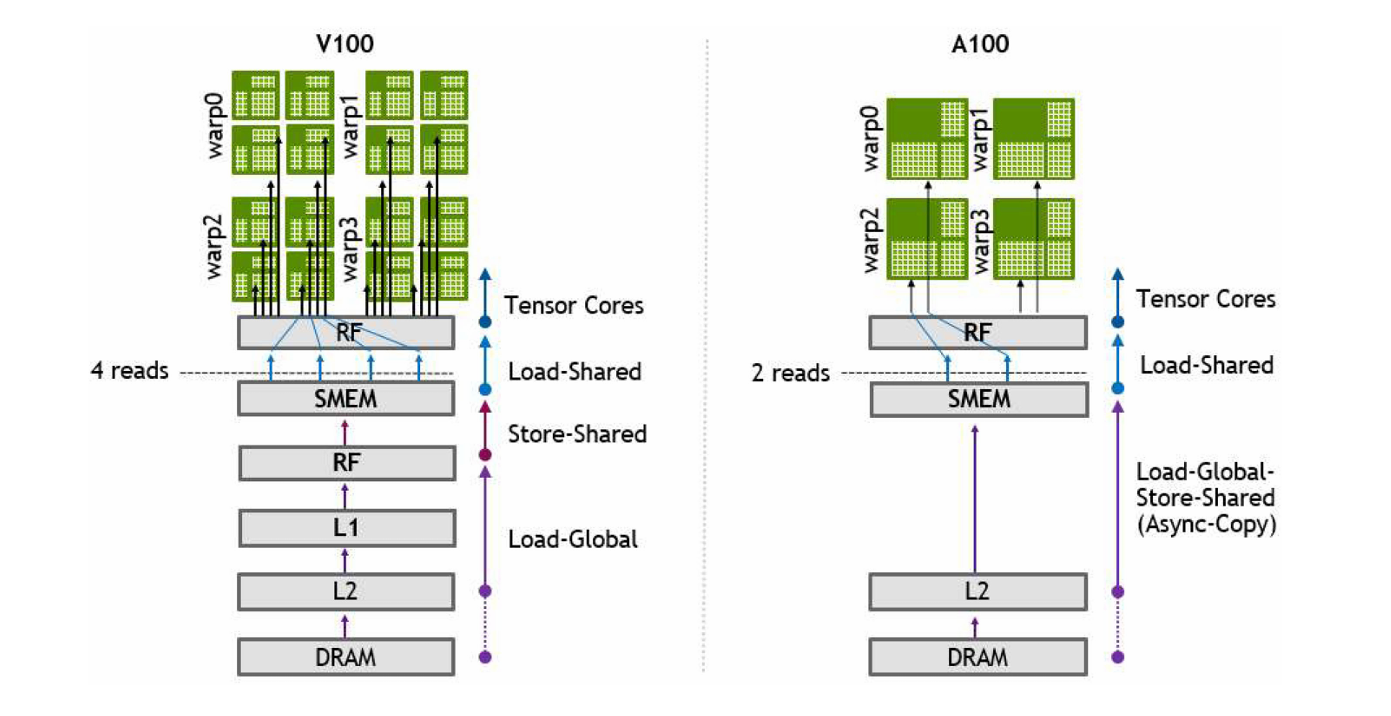 V100
warp0
warp1
warp2
warp3
Tensor Cores
RF
4 reads
Load-Shared
SMEM
Store-Shared
RF
L1
Load-Global
L2
DRAM
A100
warp0
warp1
warp2
warp3
Tensor Cores
RF
2 reads
Load-Shared
SMEM
Load-Global-
Store-Shared
(Async-Copy)
L2
DRAM